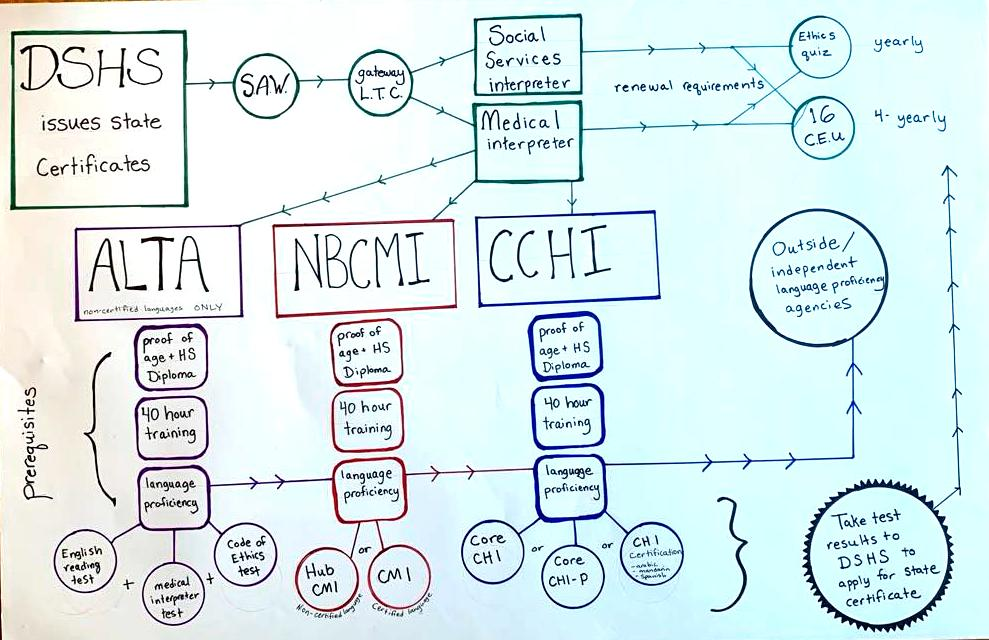 DSHS
issues state
Certificates
S.A.W.
gateway
L.T.C.
Social
Services
interpreter
Medical
interpreter
renewal requirements
Ethics
quiz
yearly
16
C.E.U
4- yearly
ALTA
non-certified languages ONLY
NBCMI
CCHI
Outside/
independent
language proficiency
agencies
Prerequisites
proof of
age + HS
Diploma
40 hour
training
language
proficiency
proof of
age + HS
Diploma
40 hour
training
language
proficiency
proof of
age + HS
Diploma
40 hour
training
language
proficiency
English
reading
test
+
medical
interpreter
test
+
Code of
Ethics
test
Hub
CMI
Non-certified language
or
CMI
Certified language
Core
CHI
or
Core
CHI-P
or
CHI
Certification
- arabic
- mandarin
- spanish
Take test
results to
DSHS to
apply for state
certificate